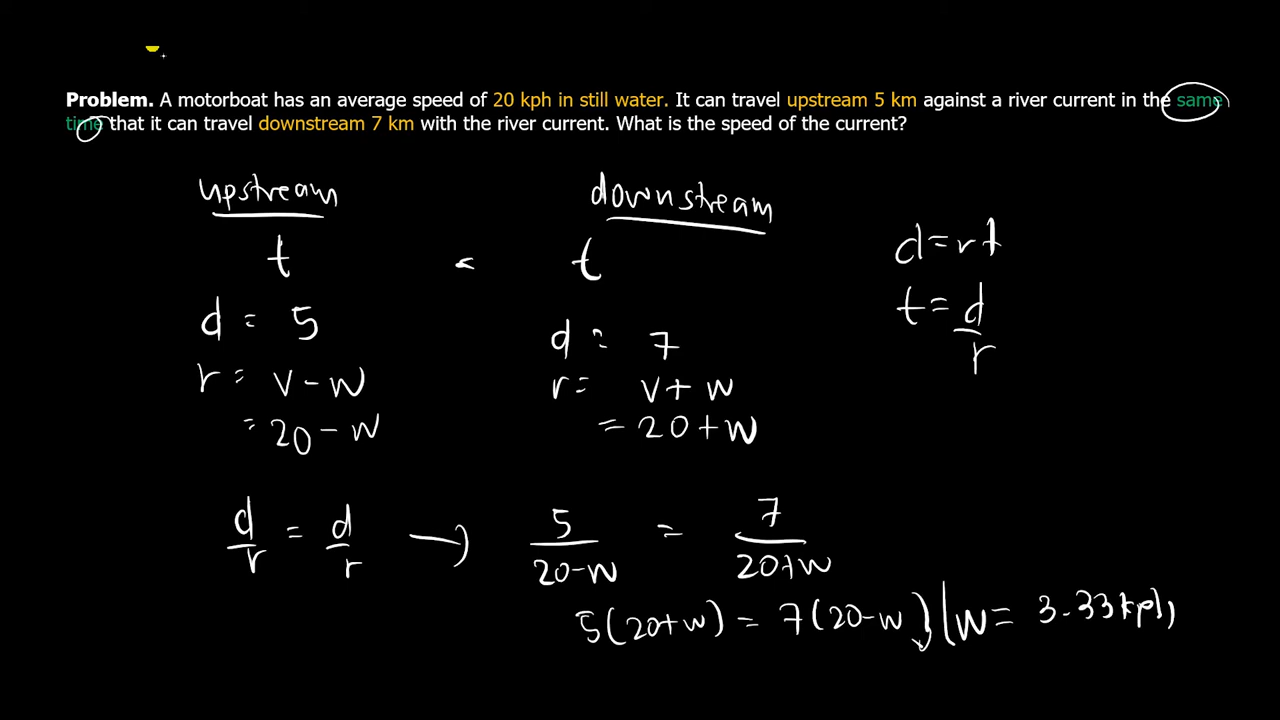 Problem. A motorboat has an average speed of 20 kph in still water. It can travel upstream 5 km against a river current in the same
time that it can travel downstream 7 km with the river current. What is the speed of the current?
upstream
downstream
t = t
d = 5
r = v - w
= 20 - w
d = 7
r = v + w
= 20 + w
d = rt
t = d/r
d/r = d/r → 5/(20-w) = 7/(20+w)
5(20+w) = 7(20-w) | w = 3.33kph